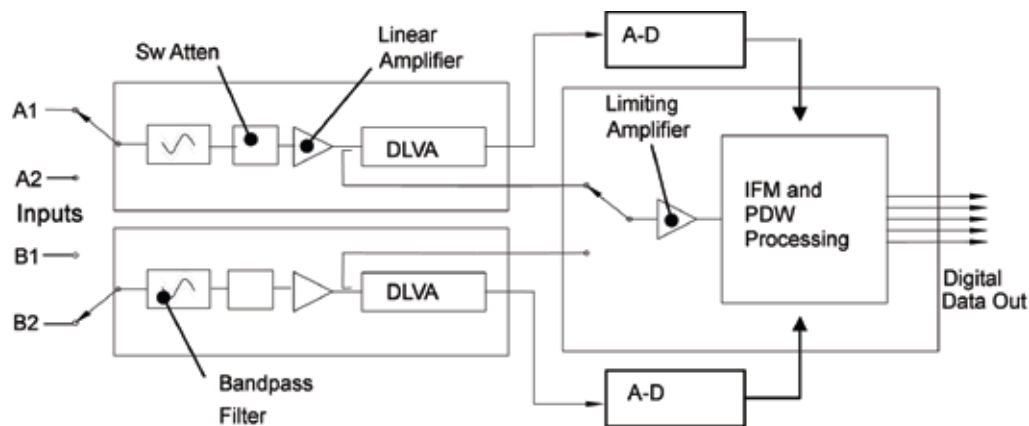 Sw Atten
Linear
Amplifier
A-D
A1
A2
Inputs
B1
B2
DLVA
DLVA
Limiting
Amplifier
IFM and
PDW
Processing
Digital
Data Out
Bandpass
Filter
A-D